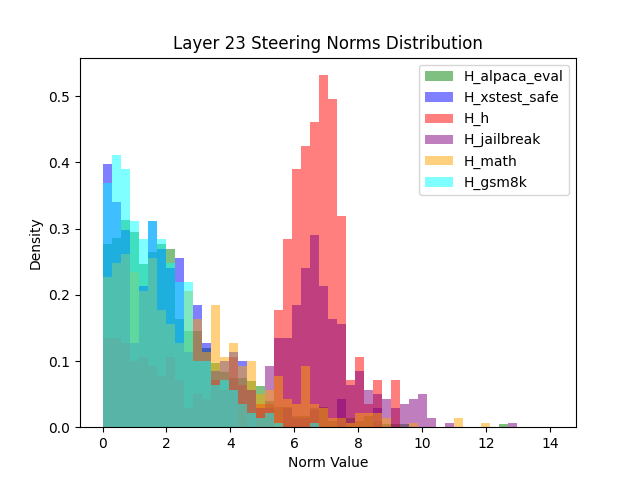 Layer 23 Steering Norms Distribution
H_alpaca_eval
H_xstest_safe
H_h
H_jailbreak
H_math
H_gsm8k
Density
0.5
0.4
0.3
0.2
0.1
0.0
0 2 4 6 8 10 12 14
Norm Value